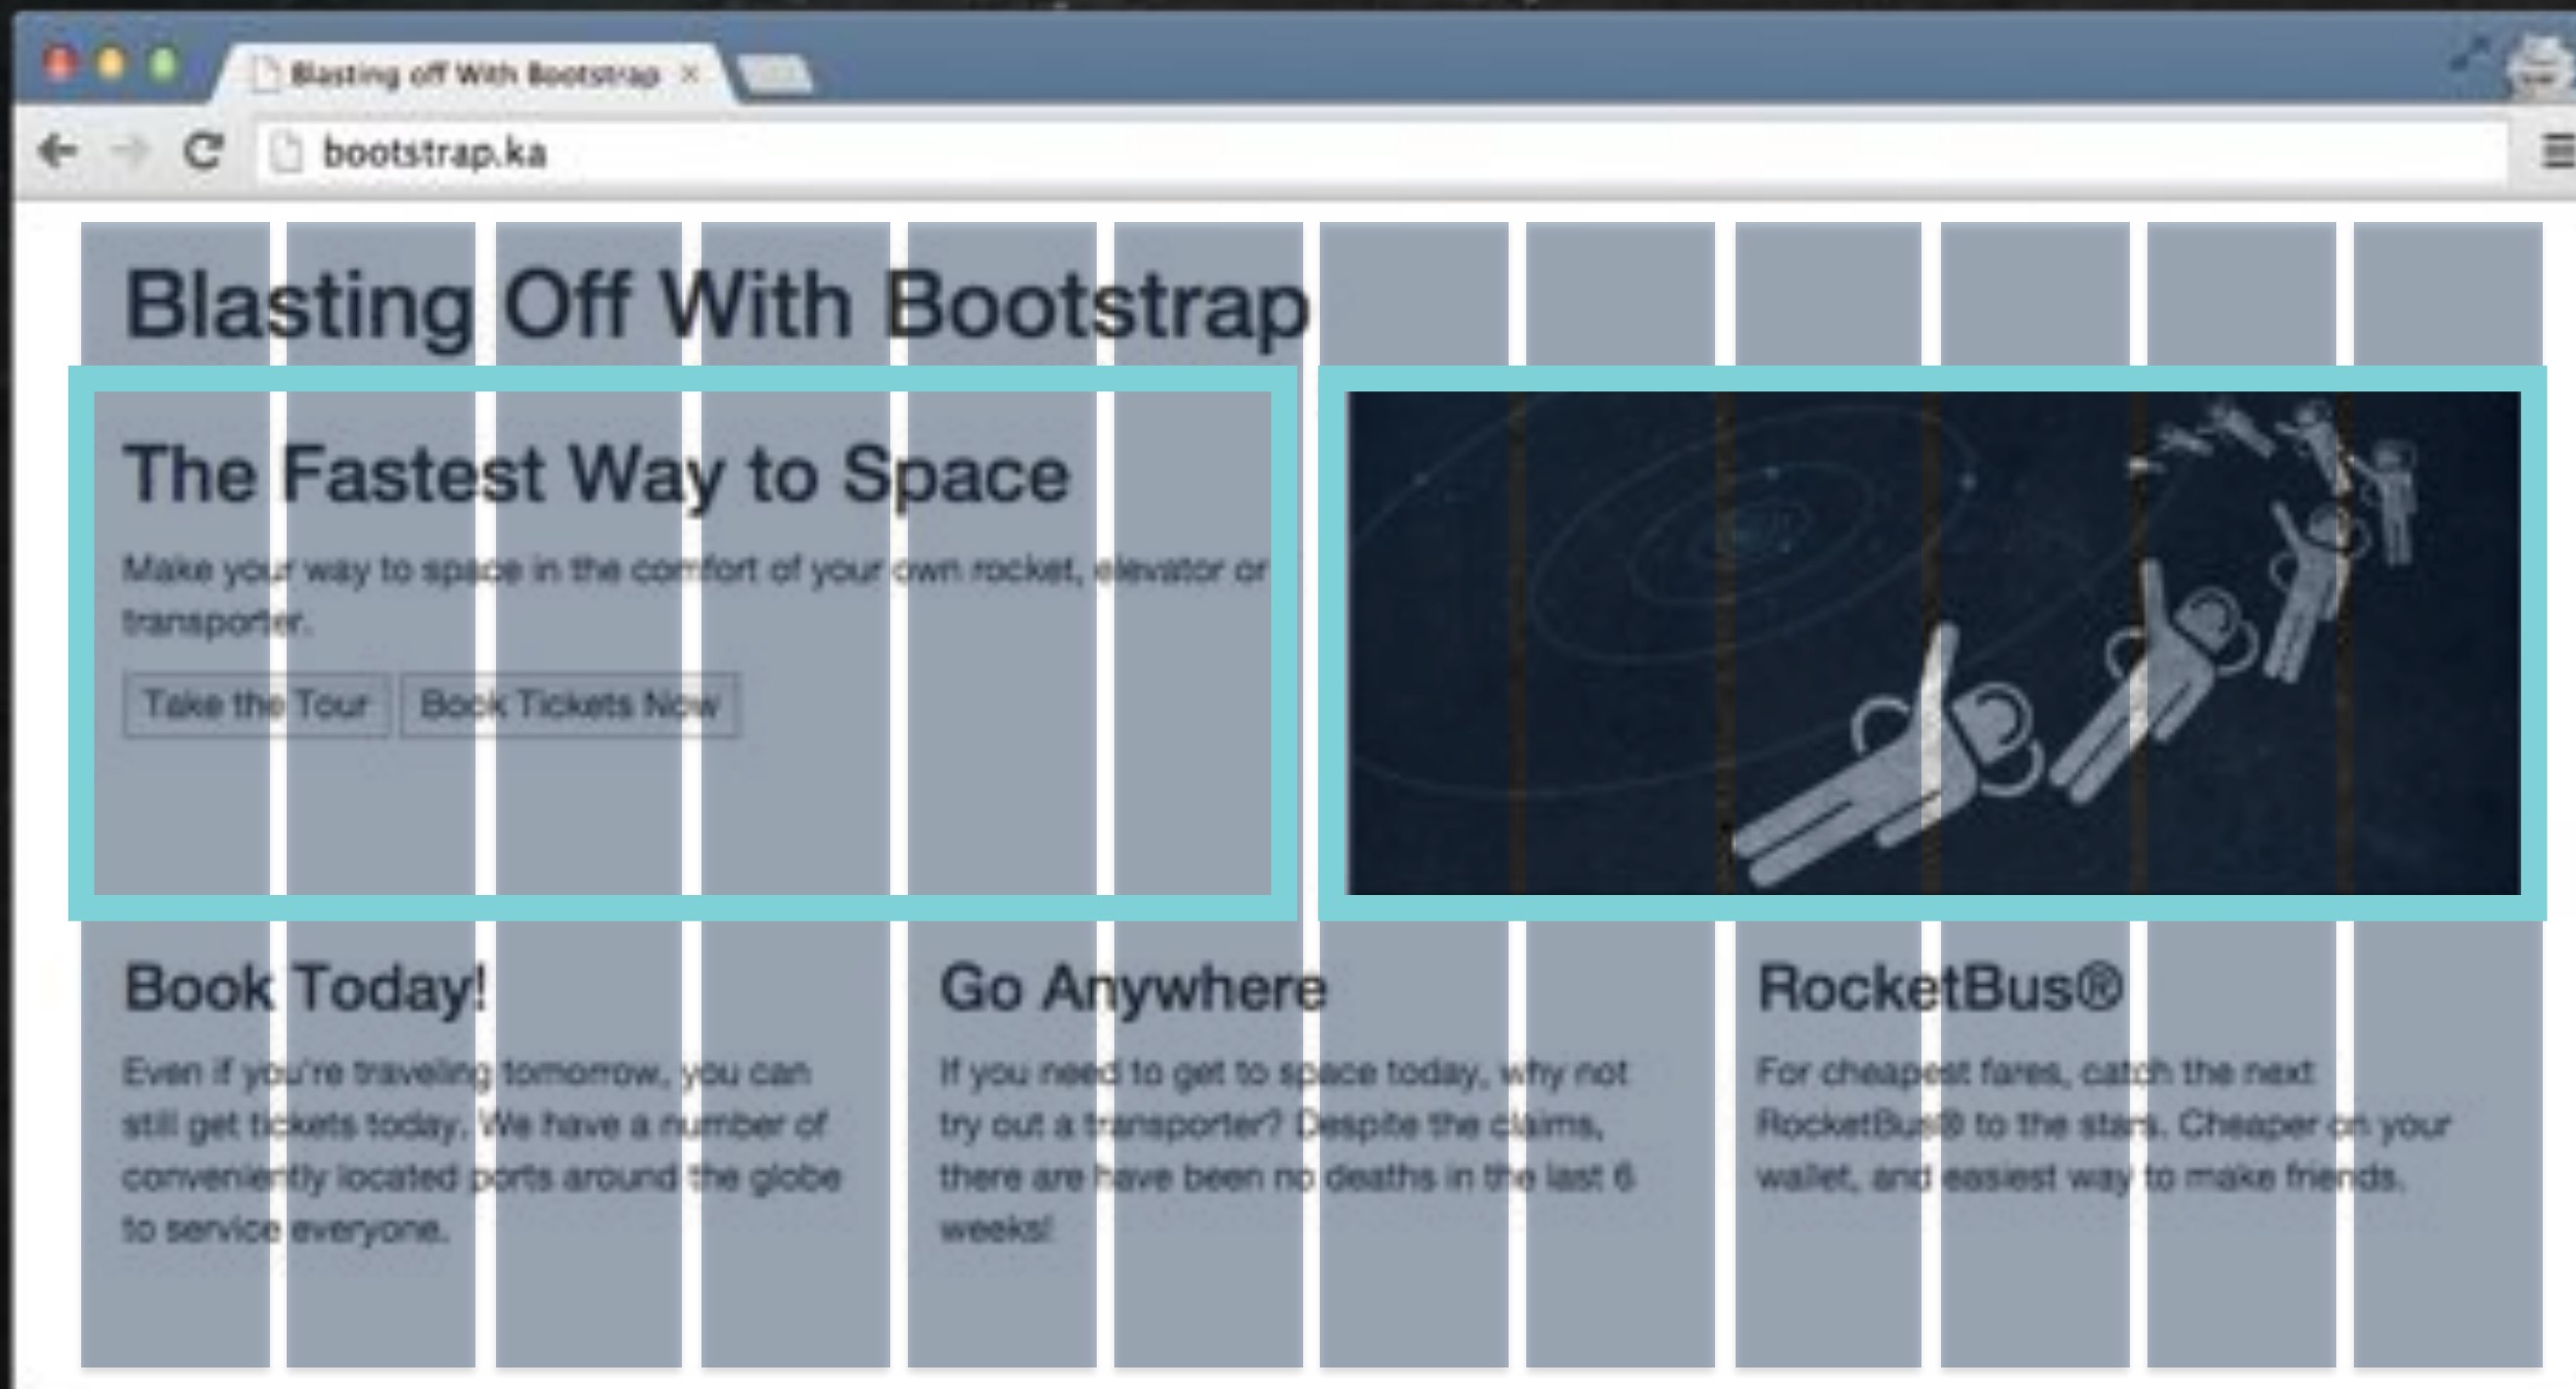 Blasting off With Bootstrap
bootstrap.ka
Blasting Off With Bootstrap
The Fastest Way to Space
Make your way to space in the comfort of your own rocket, elevator or
transporter.
Take the Tour
Book Tickets Now
Book Today!
Even if you're traveling tomorrow, you can
still get tickets today. We have a number of
conveniently located ports around the globe
to service everyone.
Go Anywhere
If you need to get to space today, why not
try out a transporter? Despite the claims,
there are have been no deaths in the last 6
weeks!
RocketBus®
For cheapest fares, catch the next
RocketBus® to the stars. Cheaper on your
wallet, and easiest way to make friends.